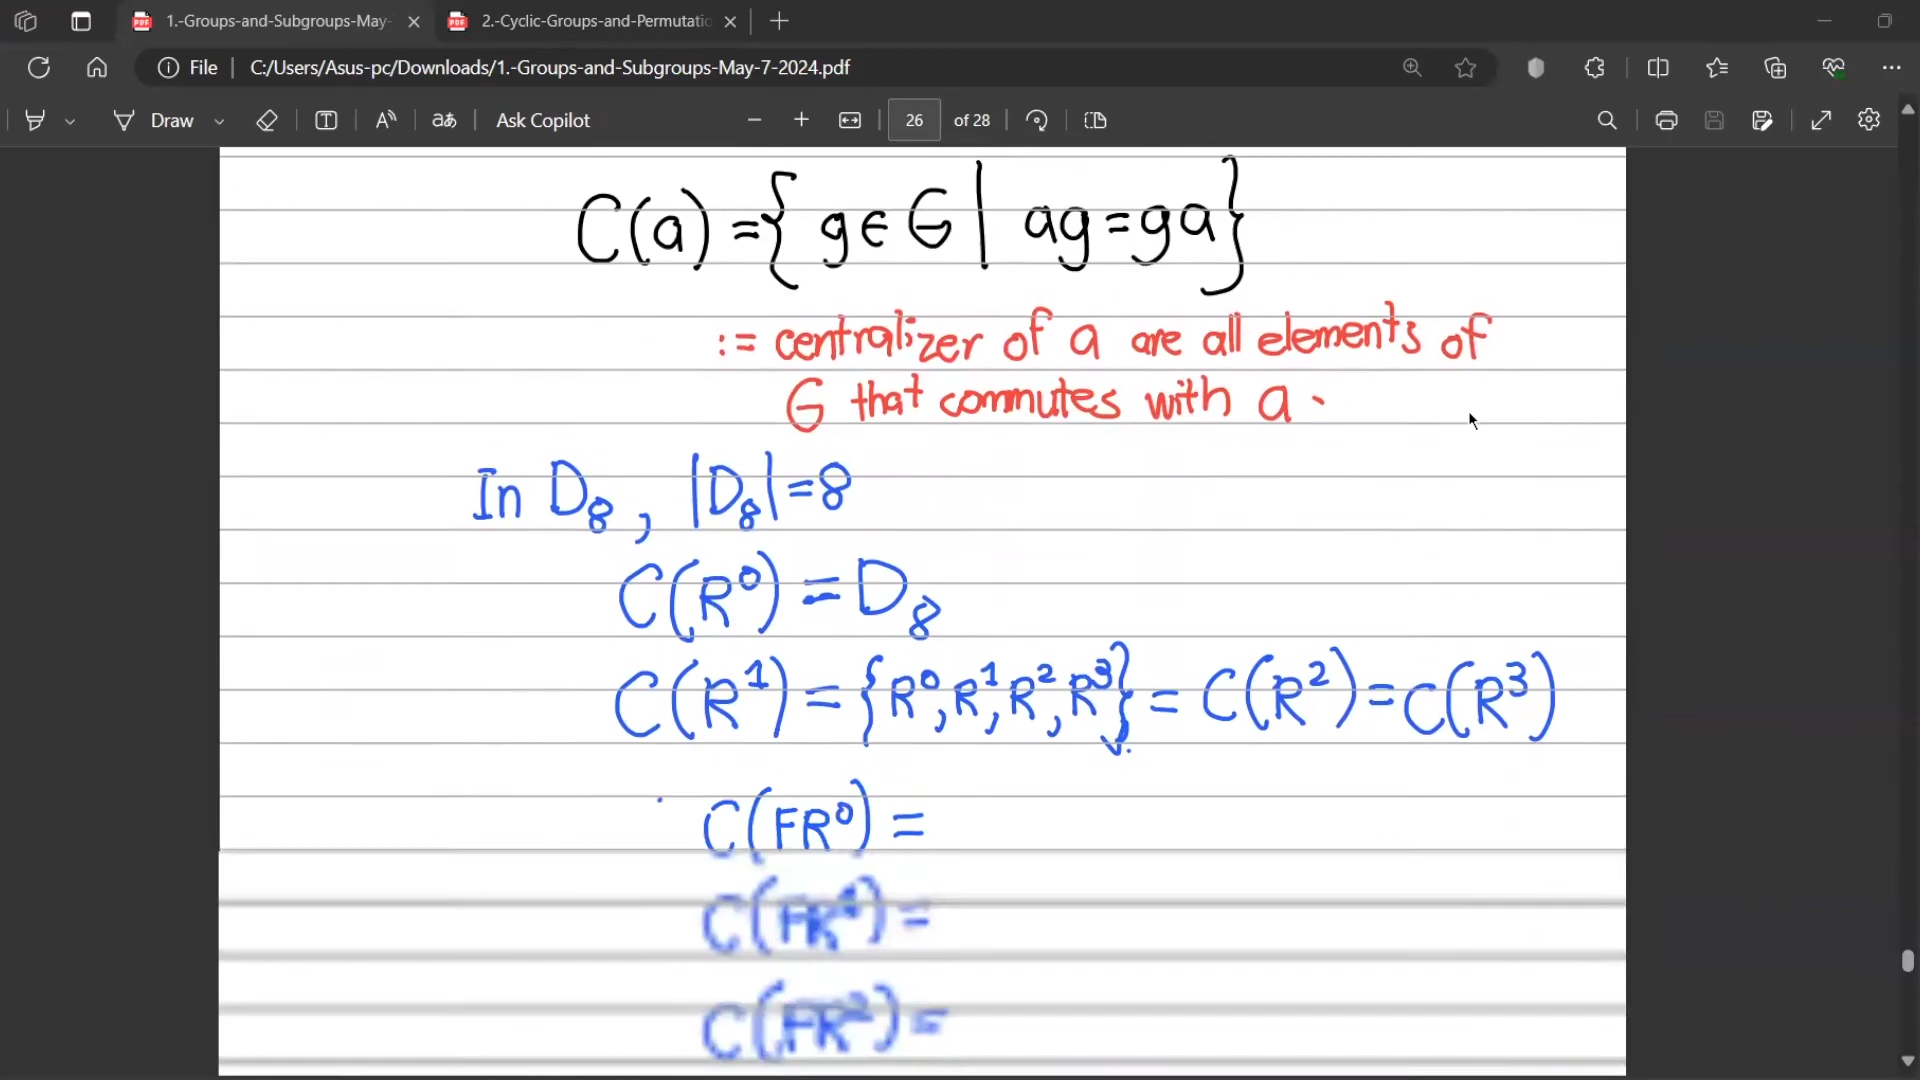 1.-Groups-and-Subgroups-May-
2.-Cyclic-Groups-and-Permutatio
File
C:/Users/Asus-pc/Downloads/1.-Groups-and-Subgroups-May-7-2024.pdf
Draw
Ask Copilot
26 of 28
C(a) = { g ∈ G | ag = ga }
:= centralizer of a are all elements of
G that commutes with a.
In D₈, |D₈| = 8
C(R⁰) = D₈
C(R¹) = {R⁰, R¹, R², R³} = C(R²) = C(R³)
C(FR⁰) =
C(FR¹) =
C(FR²) =